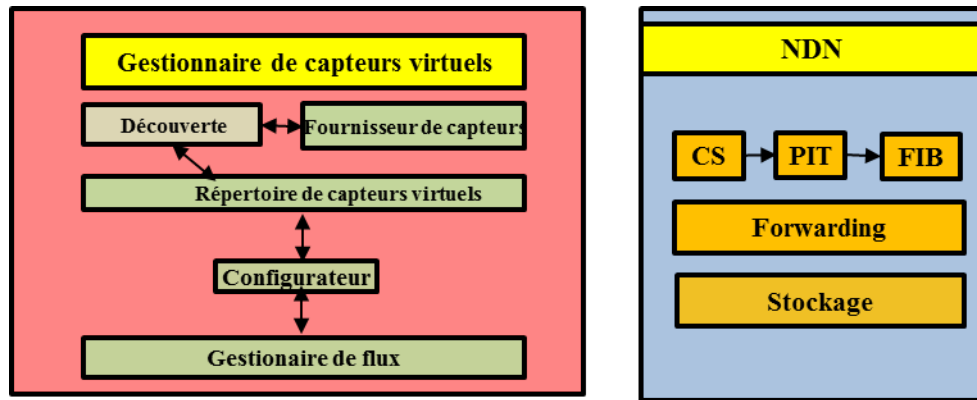 Gestionnaire de capteurs virtuels
Découverte
Fournisseur de capteurs
Répertoire de capteurs virtuels
Configurateur
Gestionaire de flux
NDN
CS
PIT
FIB
Forwarding
Stockage